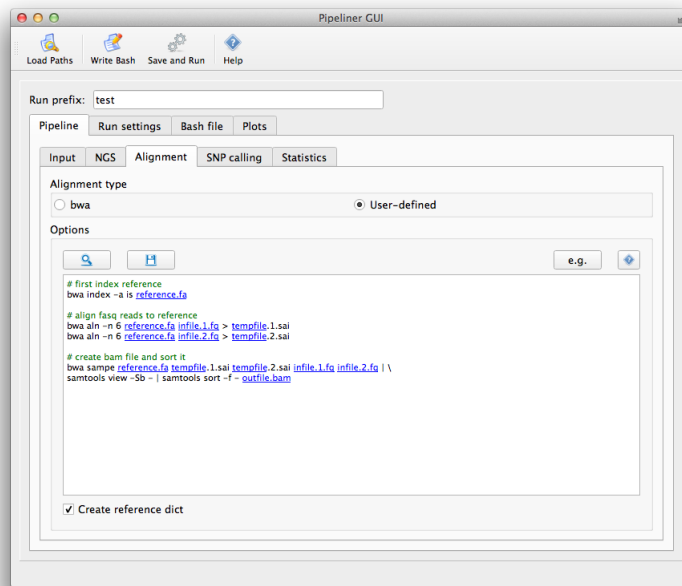 Pipeliner GUI
Load Paths Write Bash Save and Run Help
Run prefix: test
Pipeline Run settings Bash file Plots
Input NGS Alignment SNP calling Statistics
Alignment type
bwa User-defined
Options
e.g.
# first index reference
bwa index -a is reference.fa
# align fasq reads to reference
bwa aln -n 6 reference.fa infile.1.fq > tempfile.1.sai
bwa aln -n 6 reference.fa infile.2.fq > tempfile.2.sai
# create bam file and sort it
bwa sampe reference.fa tempfile.1.sai tempfile.2.sai infile.1.fq infile.2.fq | \
samtools view -Sb - | samtools sort -f - outfile.bam
Create reference dict